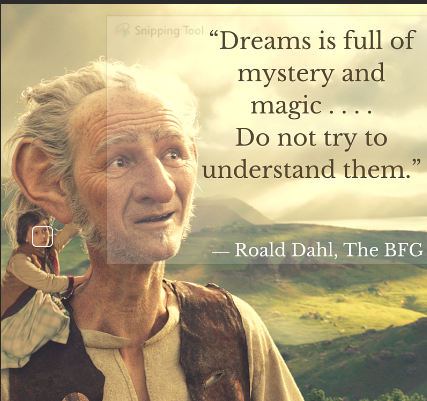 Snipping Tool
“Dreams is full of
mystery and
magic . . . .
Do not try to
understand them.”
— Roald Dahl, The BFG